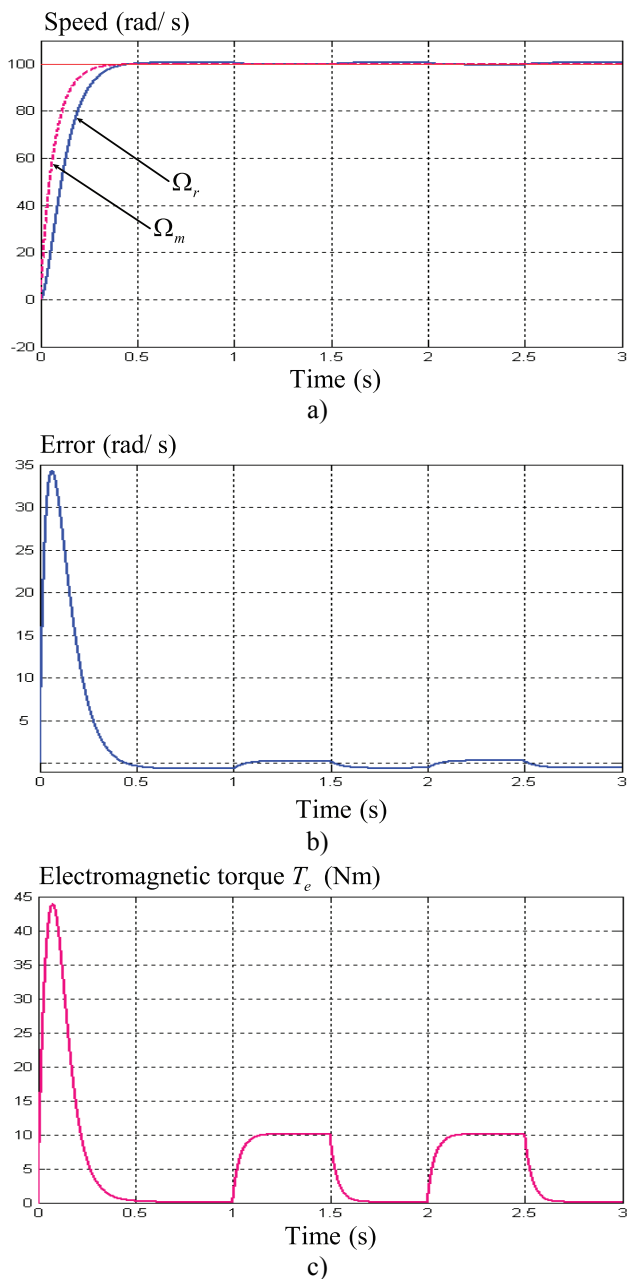 Speed (rad/ s)
100
80
60
40
20
0
-20
Ωr
Ωm
0 0.5 1 1.5 2 2.5 3
Time (s)
a)
Error (rad/ s)
35
30
25
20
15
10
5
0 0.5 1 1.5 2 2.5 3
Time (s)
b)
Electromagnetic torque Te (Nm)
45
40
35
30
25
20
15
10
5
0
0 0.5 1 1.5 2 2.5 3
Time (s)
c)